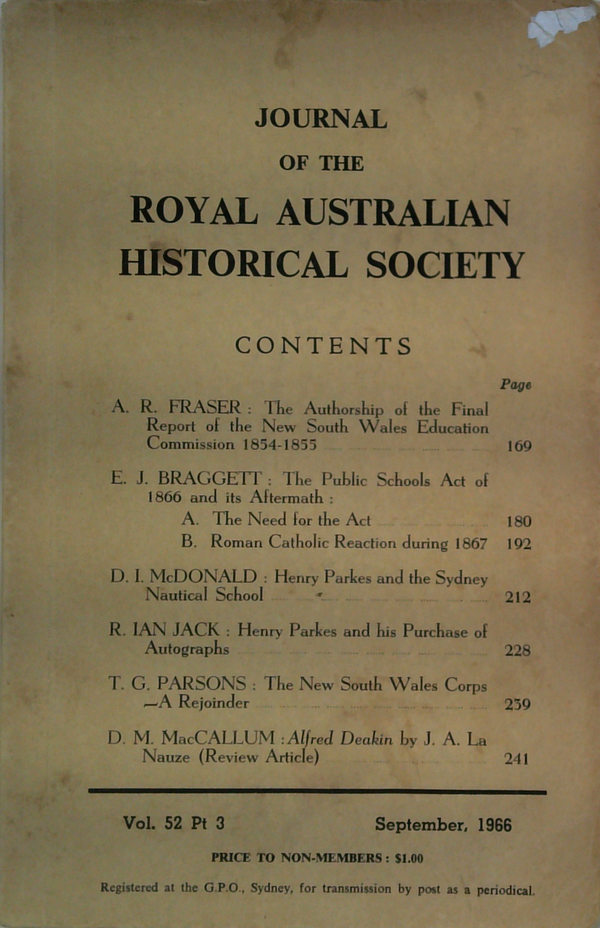 JOURNAL
OF THE
ROYAL AUSTRALIAN
HISTORICAL SOCIETY
CONTENTS
Page
A. R. FRASER : The Authorship of the Final
Report of the New South Wales Education
Commission 1854-1855 169
E. J. BRAGGETT : The Public Schools Act of
1866 and its Aftermath :
A. The Need for the Act 180
B. Roman Catholic Reaction during 1867 192
D. I. McDONALD : Henry Parkes and the Sydney
Nautical School 212
R. IAN JACK : Henry Parkes and his Purchase of
Autographs 228
T. G. PARSONS : The New South Wales Corps
—A Rejoinder 239
D. M. MacCALLUM : Alfred Deakin by J. A. La
Nauze (Review Article) 241
Vol. 52 Pt 3 September, 1966
PRICE TO NON-MEMBERS : $1.00
Registered at the G.P.O., Sydney, for transmission by post as a periodical.